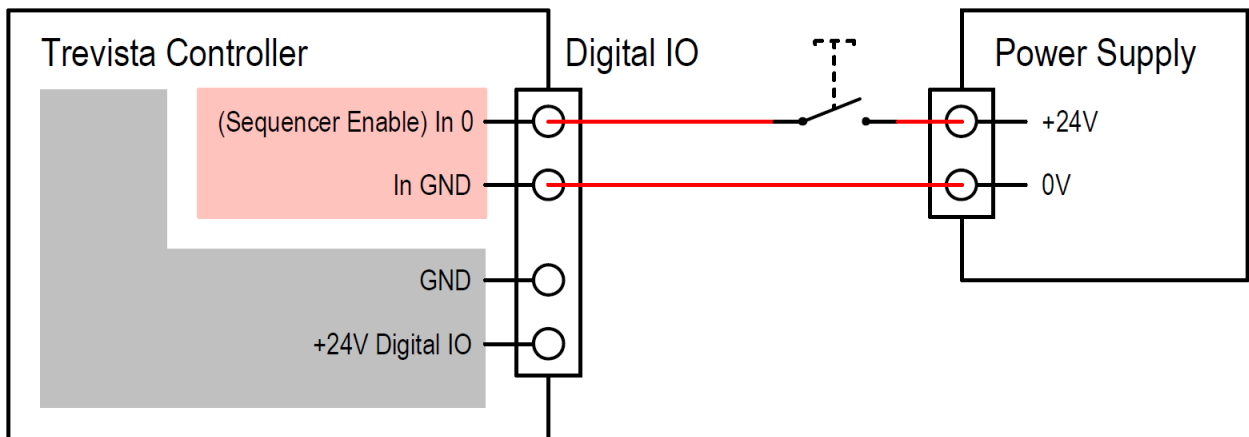 Trevista Controller
Digital IO
Power Supply
(Sequencer Enable) In 0
+24V
In GND
0V
GND
+24V Digital IO